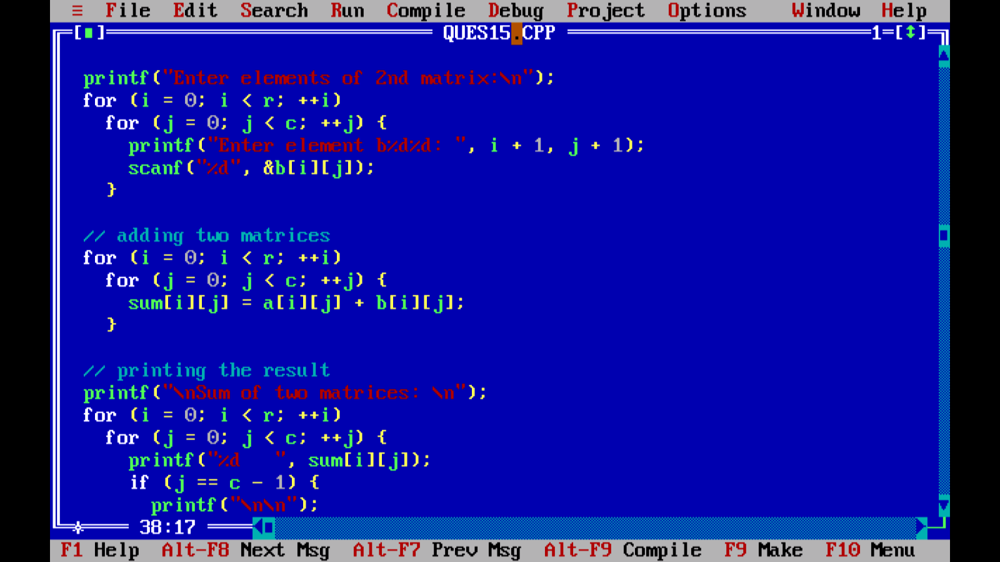 ≡ File Edit Search Run Compile Debug Project Options Window Help
[■] QUES15.CPP 1=[↕]
printf("Enter elements of 2nd matrix:\n");
for (i = 0; i < r; ++i)
  for (j = 0; j < c; ++j) {
    printf("Enter element b%d%d: ", i + 1, j + 1);
    scanf("%d", &b[i][j]);
  }
// adding two matrices
for (i = 0; i < r; ++i)
  for (j = 0; j < c; ++j) {
    sum[i][j] = a[i][j] + b[i][j];
  }
// printing the result
printf("\nSum of two matrices: \n");
for (i = 0; i < r; ++i)
  for (j = 0; j < c; ++j) {
    printf("%d   ", sum[i][j]);
    if (j == c - 1) {
      printf("\n\n");
38:17
F1 Help Alt-F8 Next Msg Alt-F7 Prev Msg Alt-F9 Compile F9 Make F10 Menu